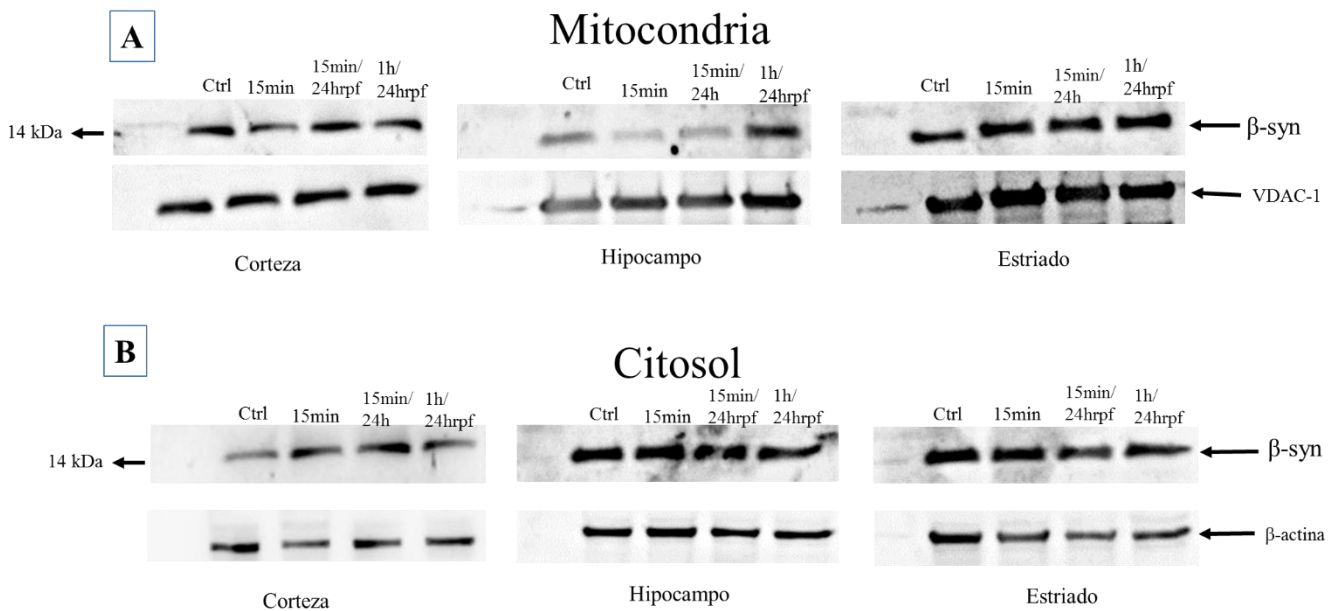 A
Mitocondria
Ctrl
15min
15min/
24hrpf
1h/
24hrpf
Ctrl
15min
15min/
24h
1h/
24hrpf
Ctrl
15min
15min/
24h
1h/
24hrpf
14 kDa
β-syn
VDAC-1
Corteza
Hipocampo
Estriado
B
Citosol
Ctrl
15min
15min/
24h
1h/
24hrpf
Ctrl
15min
15min/
24hrpf
1h/
24hrpf
Ctrl
15min
15min/
24hrpf
1h/
24hrpf
14 kDa
β-syn
β-actina
Corteza
Hipocampo
Estriado